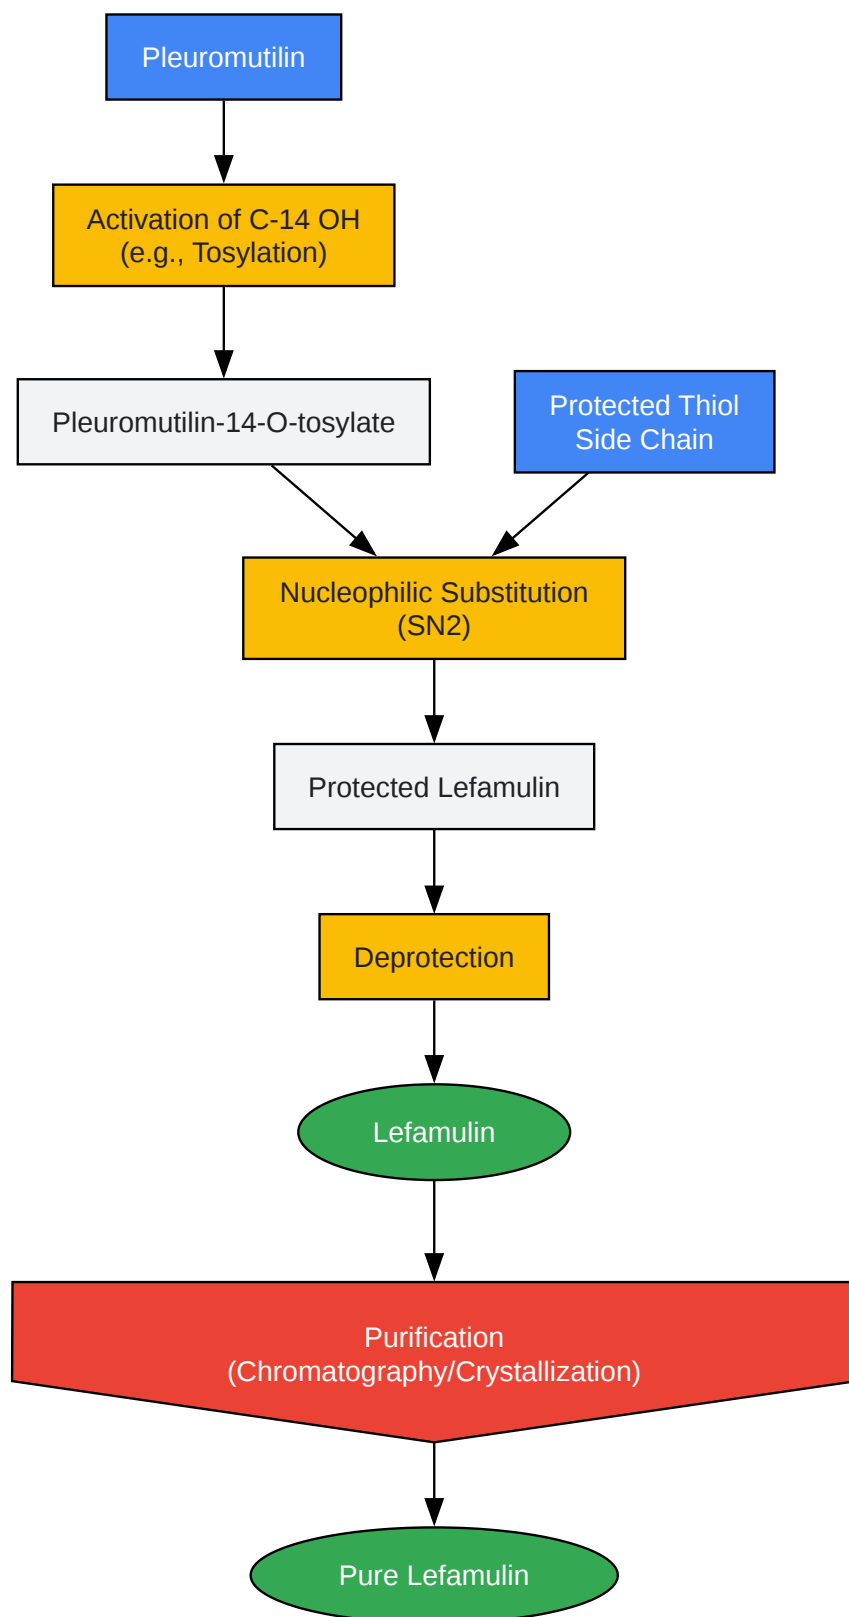 Pleuromutilin
Activation of C-14 OH
(e.g., Tosylation)
Pleuromutilin-14-O-tosylate
Protected Thiol
Side Chain
Nucleophilic Substitution
(SN2)
Protected Lefamulin
Deprotection
Lefamulin
Purification
(Chromatography/Crystallization)
Pure Lefamulin